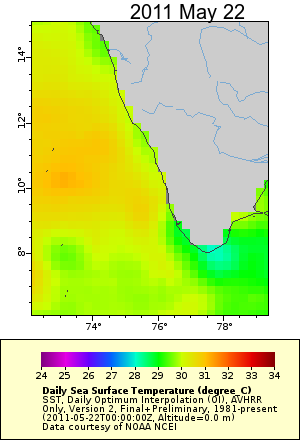 2011 May 22
14°
12°
10°
8°
74° 76° 78°
24 25 26 27 28 29 30 31 32 33 34
Daily Sea Surface Temperature (degree_C)
SST, Daily Optimum Interpolation (OI), AVHRR
Only, Version 2, Final+Preliminary, 1981-present
(2011-05-22T00:00:00Z, Altitude=0.0 m)
Data courtesy of NOAA NCEI